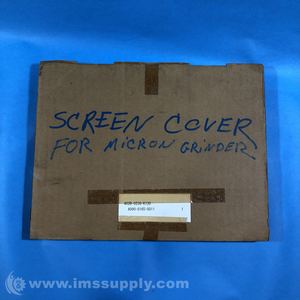 SCREEN COVER
FOR MICRON GRINDER
© www.imssupply.com